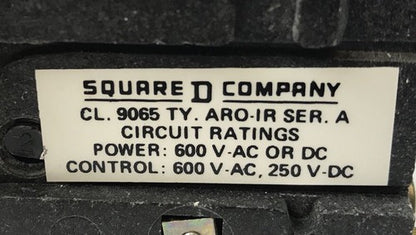 SQUARE D COMPANY
CL. 9065 TY. ARO-IR SER. A
CIRCUIT RATINGS
POWER: 600 V-AC OR DC
CONTROL: 600 V-AC, 250 V-DC